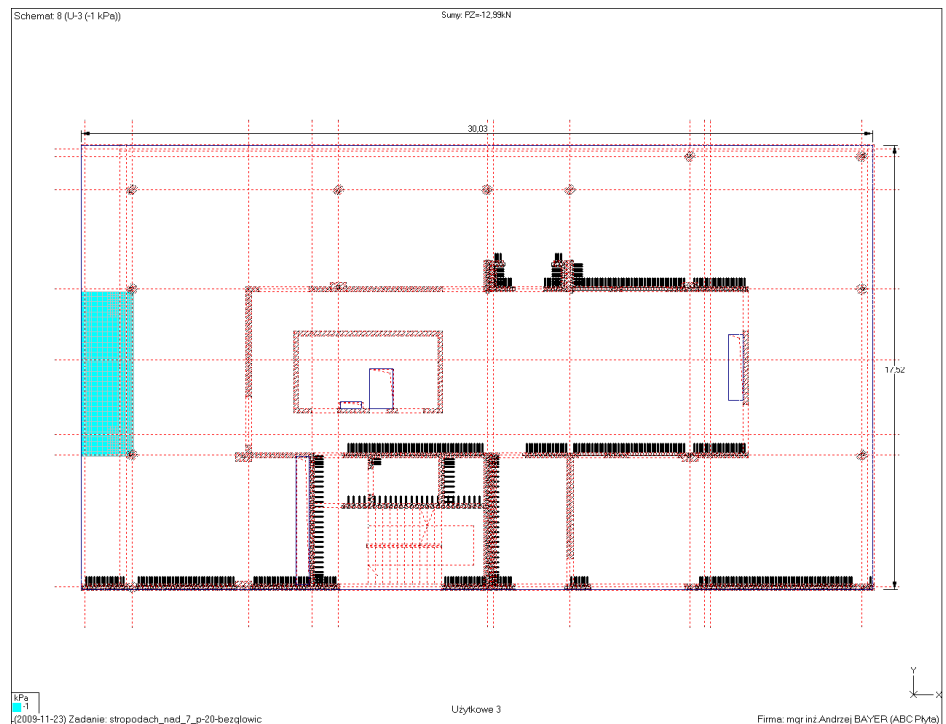 Schemat: 8 (U-3 (-1 kPa))
Sumy: PZ=-12,99kN
30,03
17,52
kPa
-1
Y
X
Użytkowe 3
(2009-11-23) Zadanie: stropodach_nad_7_p-20-bezglowic
Firma: mgr inż.Andrzej BAYER (ABC Płyta)